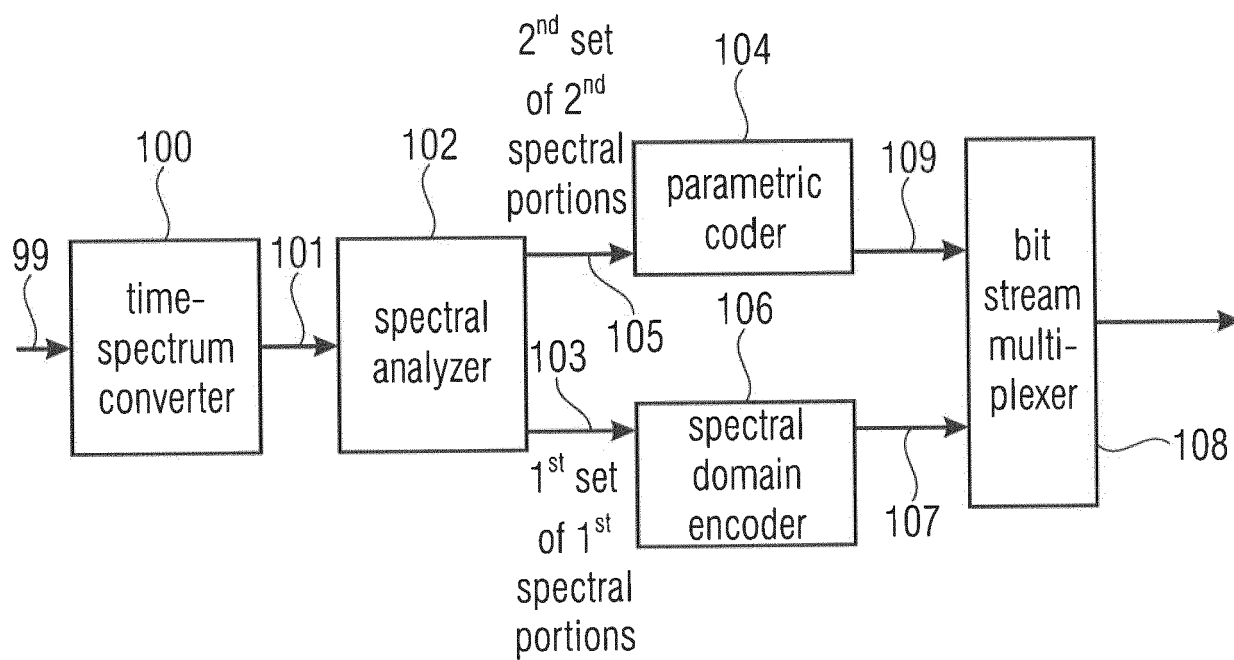 2nd set
of 2nd
spectral
portions
104
100
102
109
parametric
coder
99
101
time-
spectrum
converter
spectral
analyzer
105
106
bit
stream
multi-
plexer
103
spectral
domain
encoder
107
108
1st set
of 1st
spectral
portions